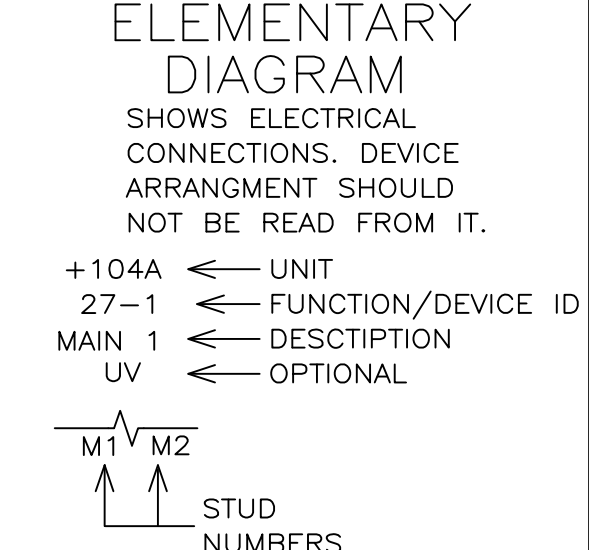 ELEMENTARY
DIAGRAM
SHOWS ELECTRICAL
CONNECTIONS. DEVICE
ARRANGMENT SHOULD
NOT BE READ FROM IT.
+104A UNIT
27-1 FUNCTION/DEVICE ID
MAIN 1 DESCTIPTION
UV OPTIONAL
M1 M2
STUD
NUMBERS